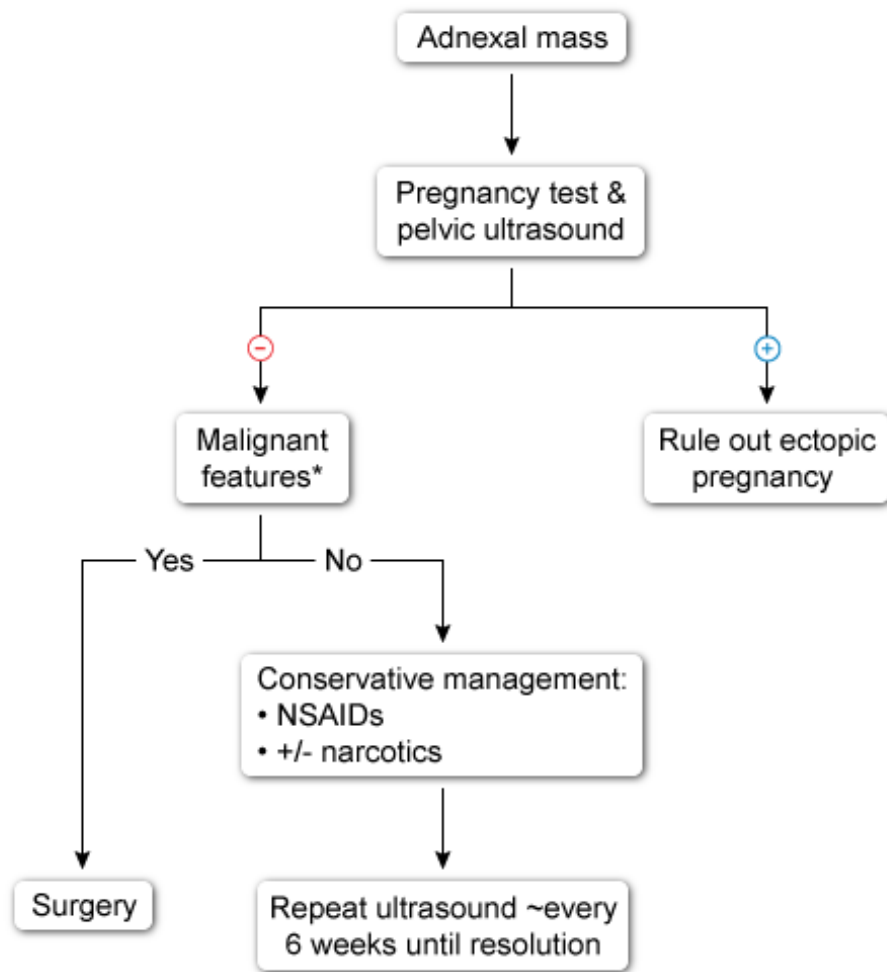 Adnexal mass
Pregnancy test &
pelvic ultrasound
Malignant
features*
Rule out ectopic
pregnancy
Yes
No
Conservative management:
• NSAIDs
• +/- narcotics
Surgery
Repeat ultrasound ~every
6 weeks until resolution